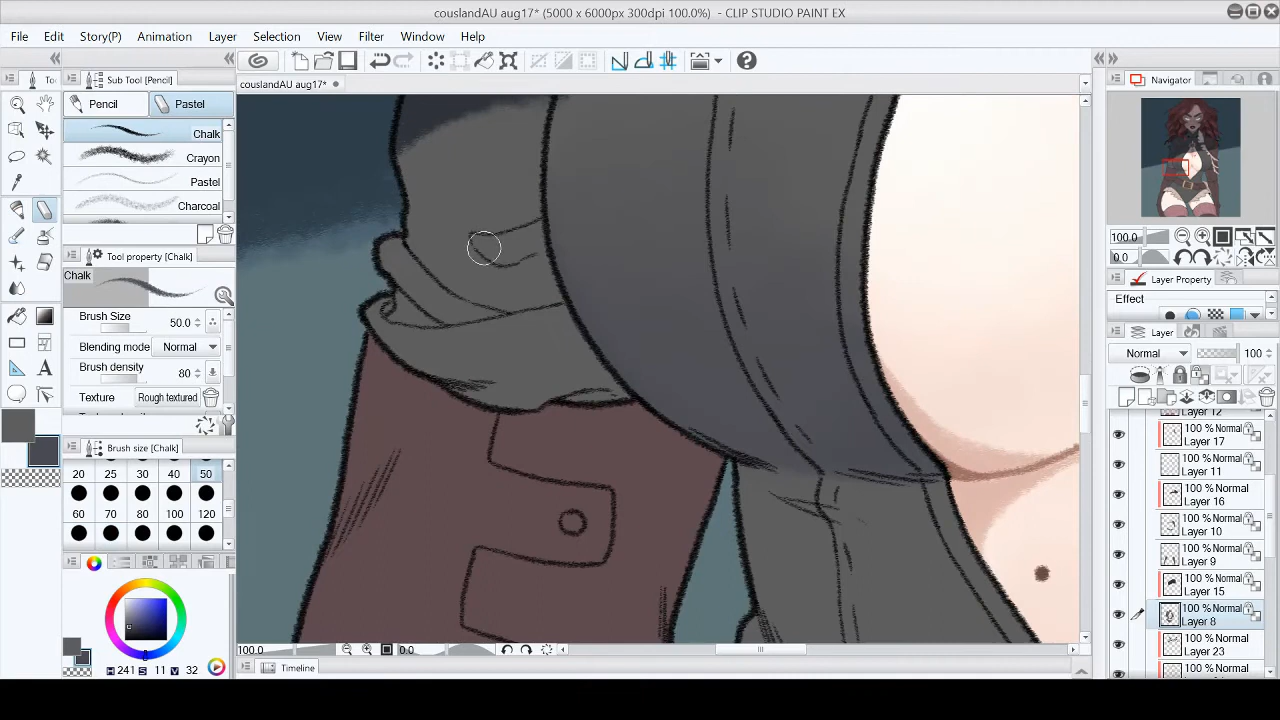 couslandAU aug17* (5000 x 6000px 300dpi 100.0%)  - CLIP STUDIO PAINT EX
File Edit Story(P) Animation Layer Selection View Filter Window Help
couslandAU aug17*
Sub Tool [Pencil]
Pencil Pastel
Chalk
Crayon
Pastel
Charcoal
Tool property [Chalk]
Chalk
Brush Size 50.0
Blending mode Normal
Brush density 80
Texture Rough textured
Brush size [Chalk]
20 25 30 40 50
60 70 80 100 120
H 241 S 11 V 32
100.0 0.0
Timeline
Navigator
100.0
0.0
Layer Property
Effect
Layer
Normal 100
Layer 12
100 % Normal
Layer 17
100 % Normal
Layer 11
100 % Normal
Layer 16
100 % Normal
Layer 10
100 % Normal
Layer 9
100 % Normal
Layer 15
100 % Normal
Layer 8
100 % Normal
Layer 23
100 % Normal